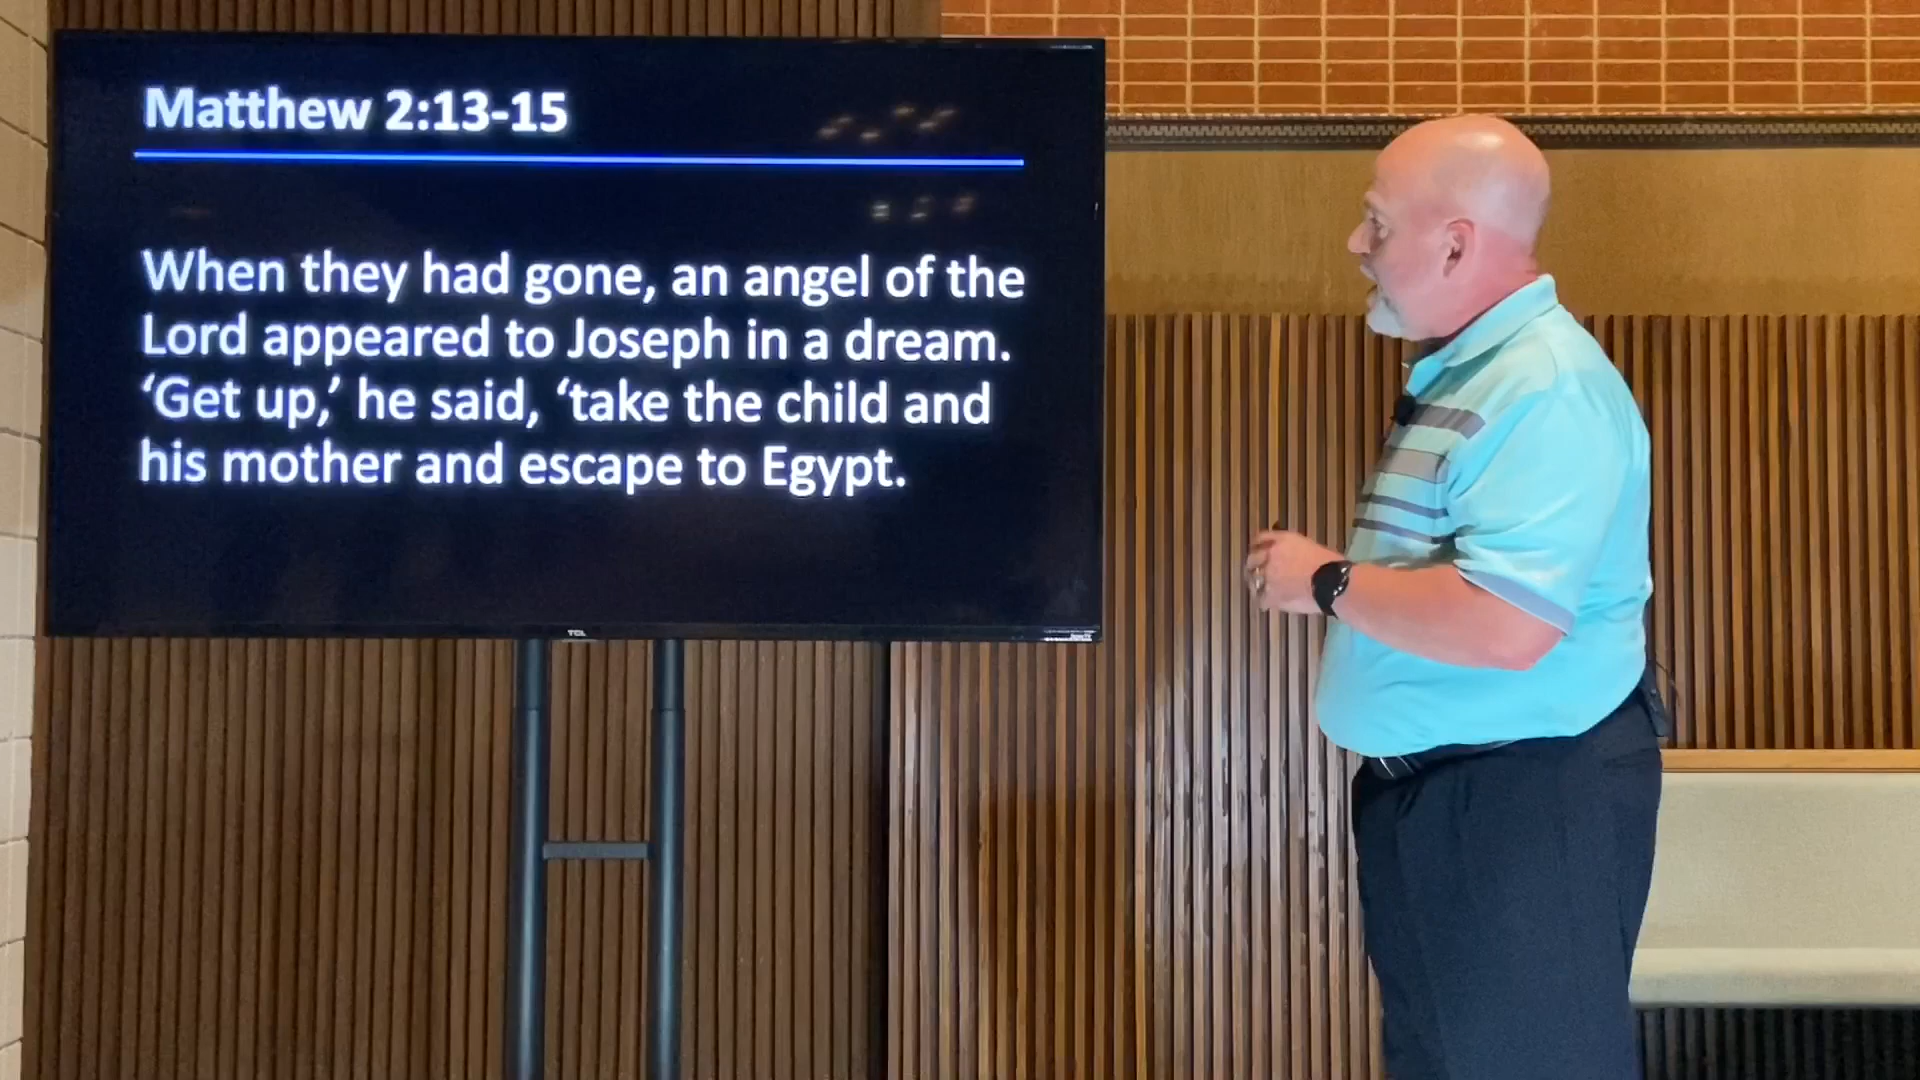 Matthew 2:13-15
When they had gone, an angel of the
Lord appeared to Joseph in a dream.
‘Get up,’ he said, ‘take the child and
his mother and escape to Egypt.
TCL